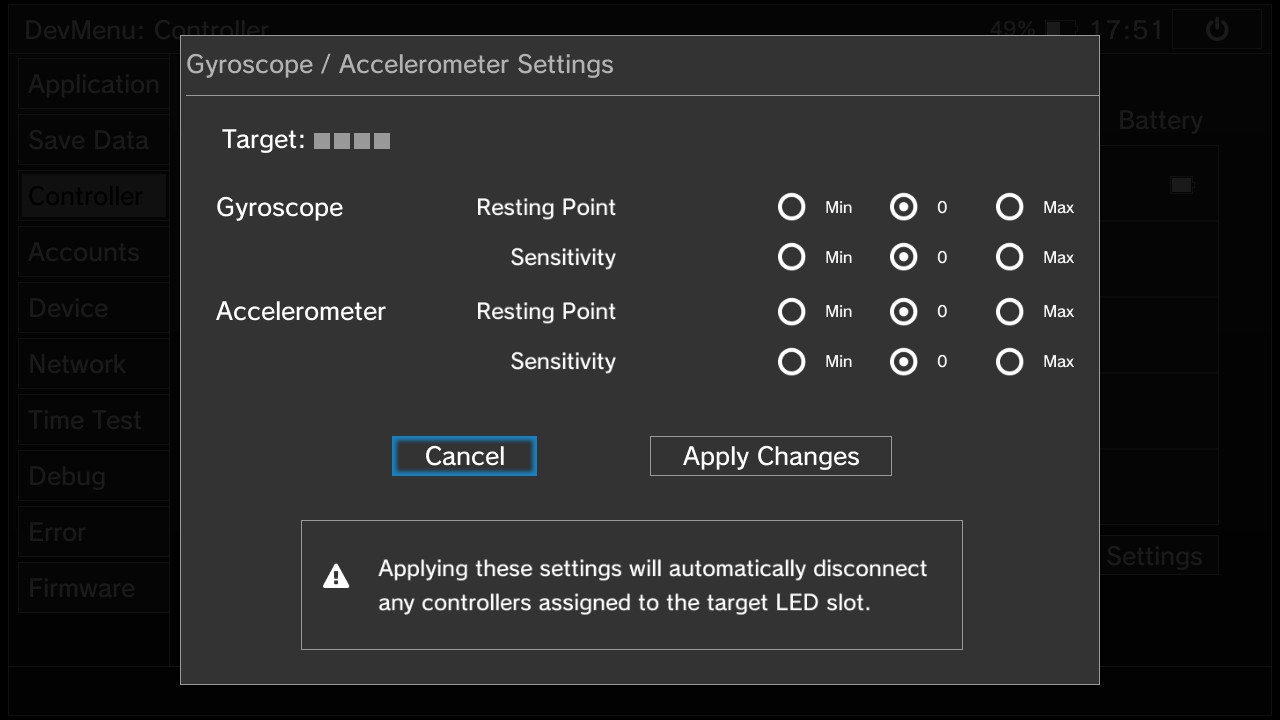 DevMenu: Controller
49% 17:51
Gyroscope / Accelerometer Settings
Application
Save Data
Controller
Accounts
Device
Network
Time Test
Debug
Error
Firmware
Battery
Target:
Gyroscope Resting Point Min 0 Max
Sensitivity Min 0 Max
Accelerometer Resting Point Min 0 Max
Sensitivity Min 0 Max
Cancel Apply Changes
Applying these settings will automatically disconnect
any controllers assigned to the target LED slot.
Settings